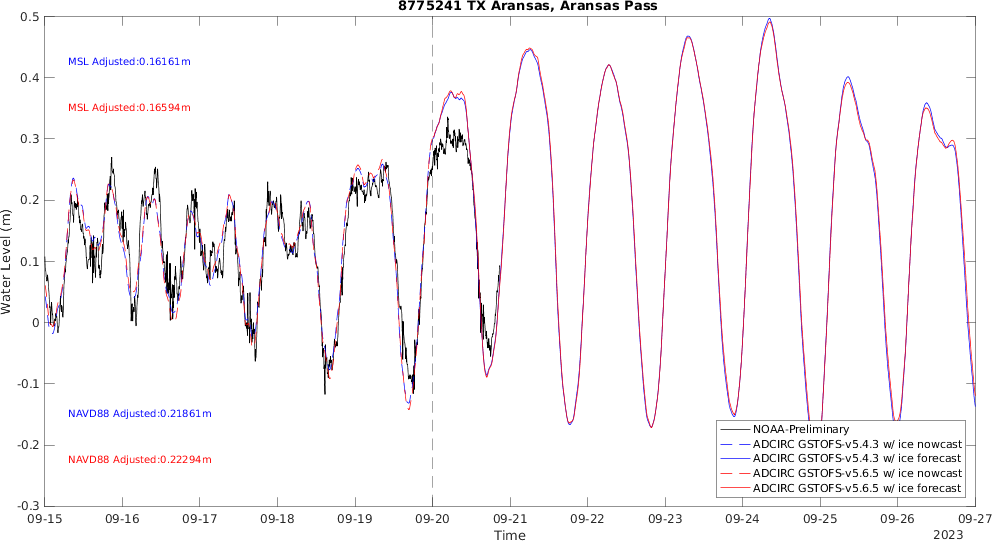 8775241 TX Aransas, Aransas Pass
0.5
0.4
0.3
0.2
0.1
0
-0.1
-0.2
-0.3
Water Level (m)
MSL Adjusted:0.16161m
MSL Adjusted:0.16594m
NAVD88 Adjusted:0.21861m
NAVD88 Adjusted:0.22294m
NOAA-Preliminary
ADCIRC GSTOFS-v5.4.3 w/ ice nowcast
ADCIRC GSTOFS-v5.4.3 w/ ice forecast
ADCIRC GSTOFS-v5.6.5 w/ ice nowcast
ADCIRC GSTOFS-v5.6.5 w/ ice forecast
09-15 09-16 09-17 09-18 09-19 09-20 09-21 09-22 09-23 09-24 09-25 09-26 09-27
Time
2023